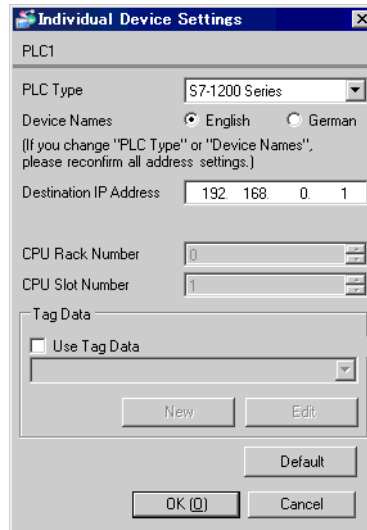 Individual Device Settings
PLC1
PLC Type S7-1200 Series
Device Names English German
(If you change "PLC Type" or "Device Names",
please reconfirm all address settings.)
Destination IP Address 192. 168. 0. 1
CPU Rack Number 0
CPU Slot Number 1
Tag Data
Use Tag Data
New Edit
Default
OK (O) Cancel